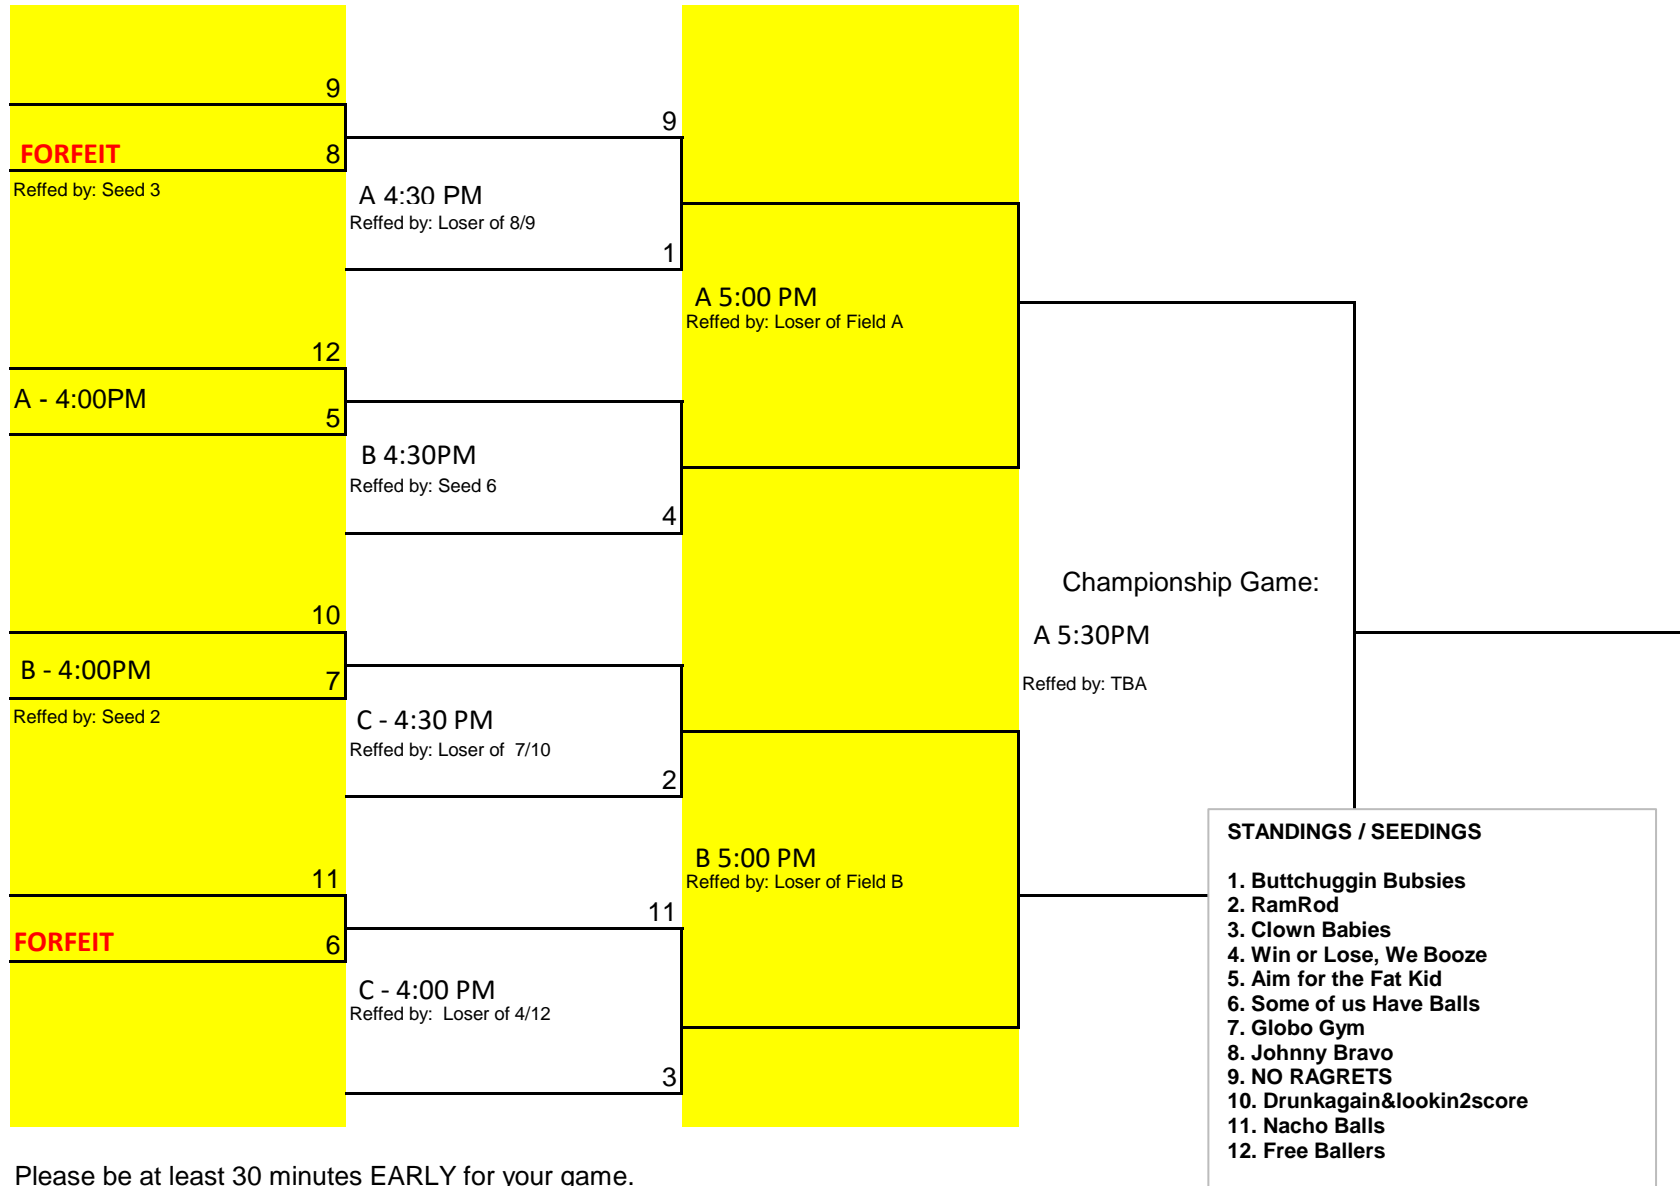 9
FORFEIT 8
Reffed by: Seed 3
12
A - 4:00PM
5
10
B - 4:00PM
7
Reffed by: Seed 2
11
FORFEIT 6
9
A 4:30 PM
Reffed by: Loser of 8/9
1
B 4:30PM
Reffed by: Seed 6
4
C - 4:30 PM
Reffed by: Loser of 7/10
2
11
C - 4:00 PM
Reffed by: Loser of 4/12
3
A 5:00 PM
Reffed by: Loser of Field A
B 5:00 PM
Reffed by: Loser of Field B
Championship Game:
A 5:30PM
Reffed by: TBA
STANDINGS / SEEDINGS
1. Buttchuggin Bubsies
2. RamRod
3. Clown Babies
4. Win or Lose, We Booze
5. Aim for the Fat Kid
6. Some of us Have Balls
7. Globo Gym
8. Johnny Bravo
9. NO RAGRETS
10. Drunkagain&lookin2score
11. Nacho Balls
12. Free Ballers
Please be at least 30 minutes EARLY for your game.